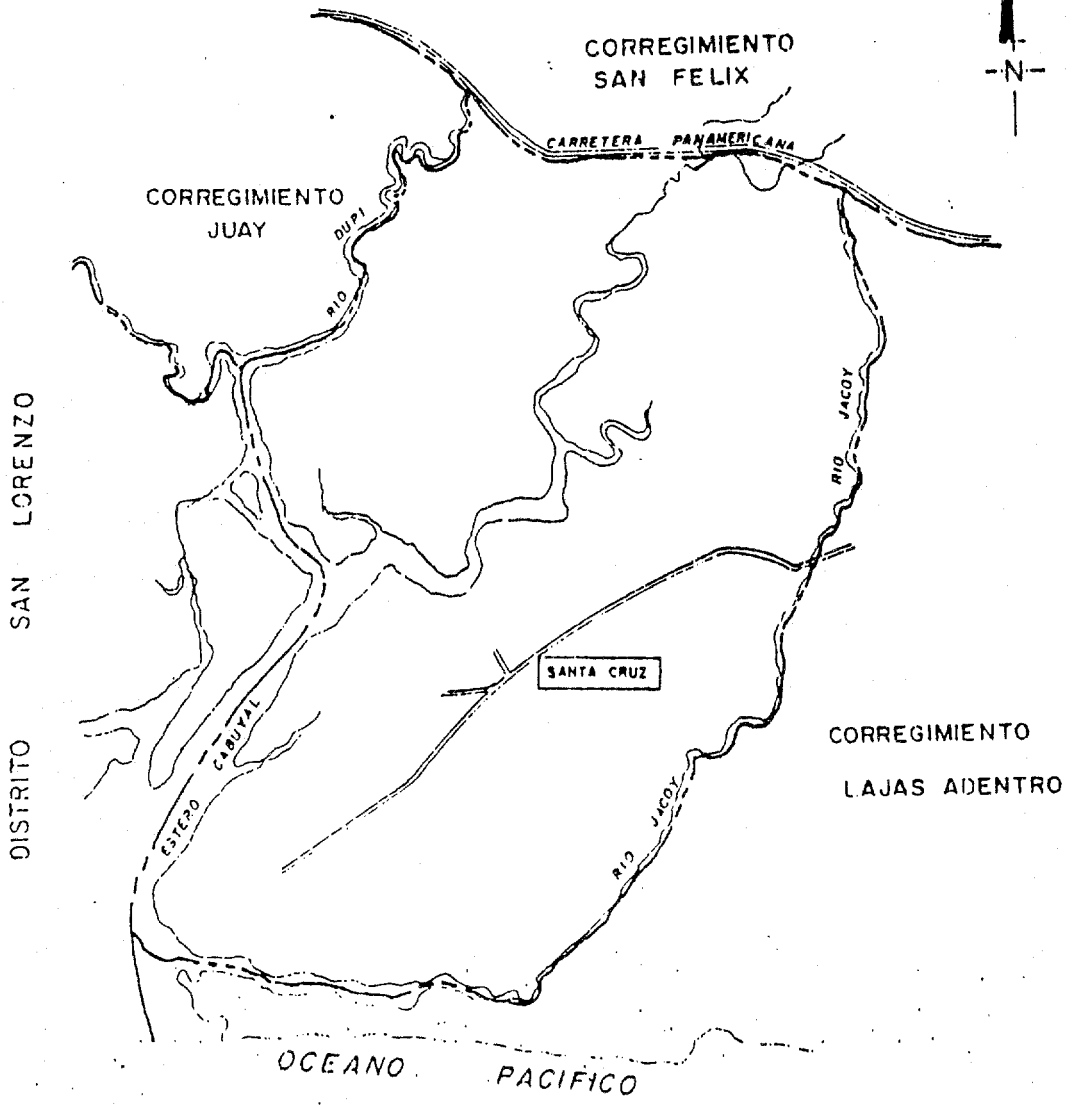 CORREGIMIENTO
SAN FELIX
-N-
CARRETERA PANAMERICANA
CORREGIMIENTO
JUAY
RIO DUPI
RIO JACOY
DISTRITO SAN LORENZO
SANTA CRUZ
ESTERO CABUYAL
CORREGIMIENTO
LAJAS ADENTRO
RIO JACOY
OCEANO PACIFICO